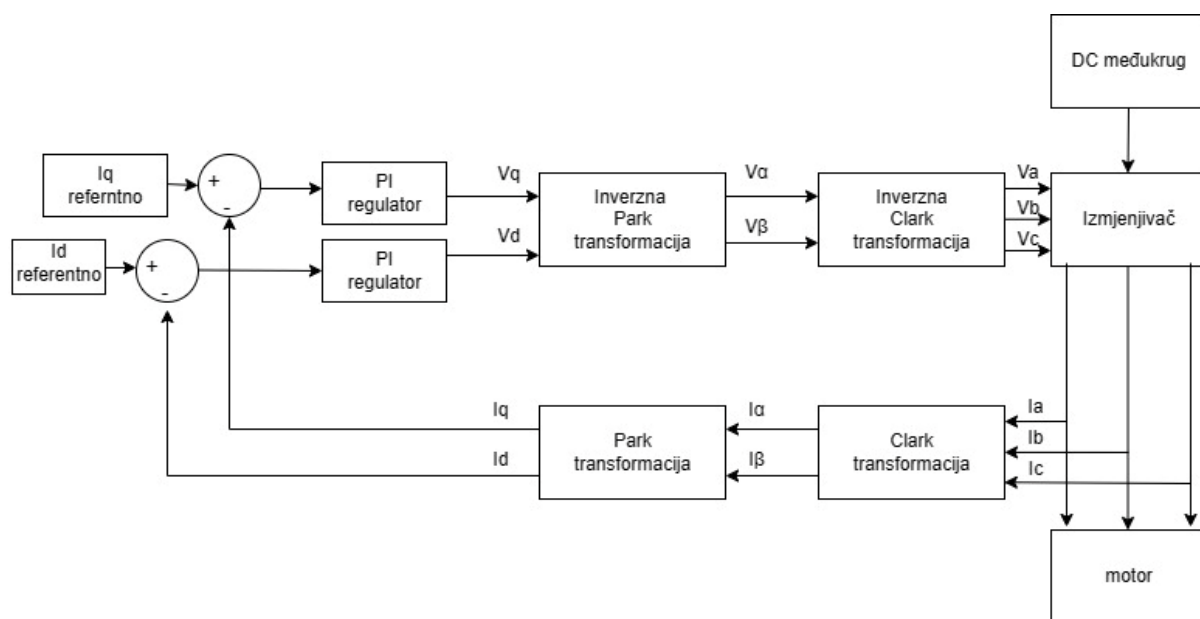 DC međukrug
Iq
referntno
+
-
PI
regulator
Vq
Inverzna
Park
transformacija
Vα
Inverzna
Clark
transformacija
Va
Vb
Vc
Izmjenjivač
Id
referentno
+
-
PI
regulator
Vd
Vβ
Iq
Id
Park
transformacija
Iα
Iβ
Clark
transformacija
Ia
Ib
Ic
motor